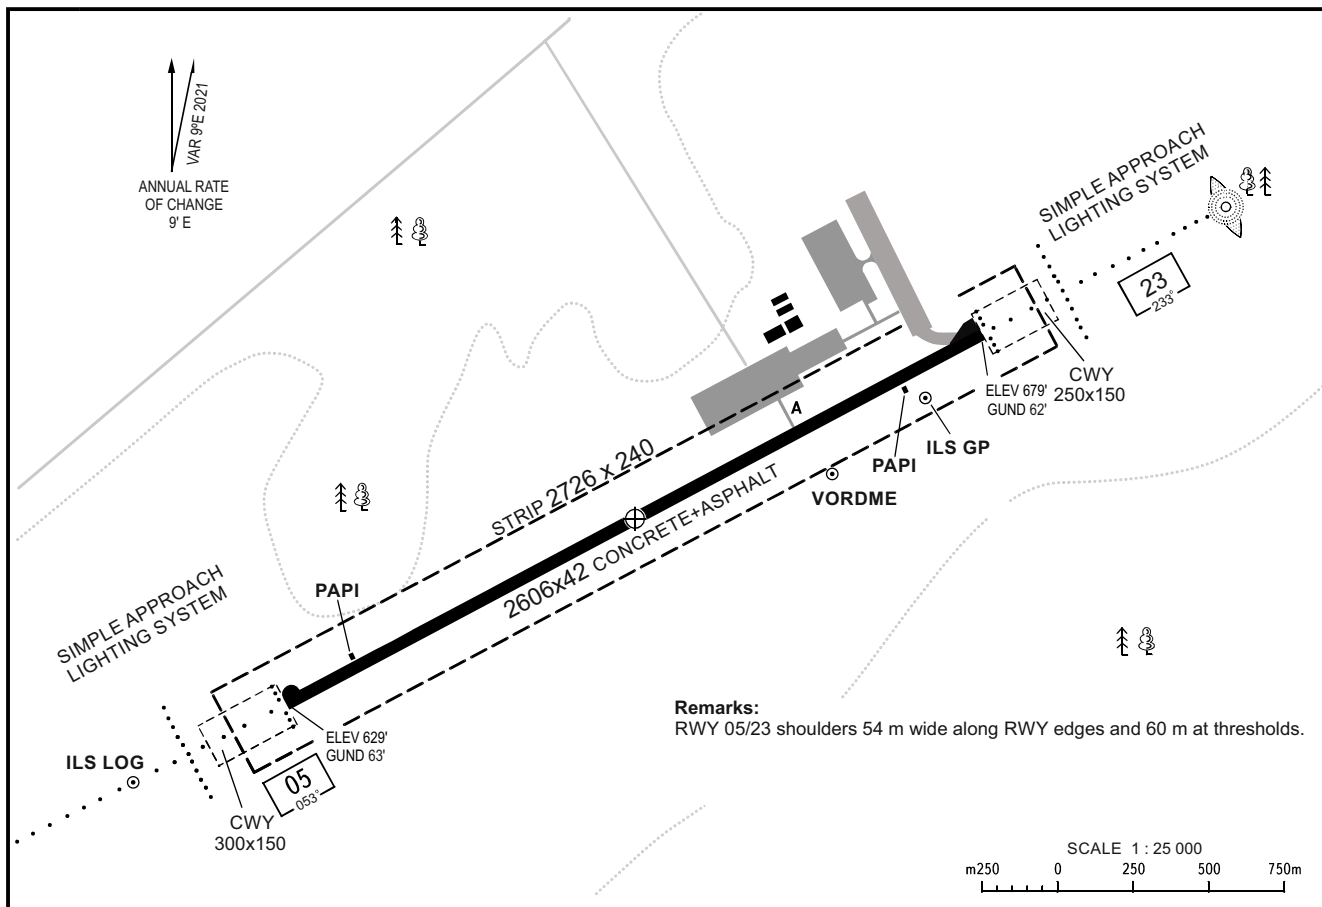 VAR 9ºE 2021
ANNUAL RATE
OF CHANGE
9' E
SIMPLE APPROACH
LIGHTING SYSTEM
23
233°
CWY
250x150
ELEV 679'
GUND 62'
A
ILS GP
PAPI
VORDME
STRIP 2726 x 240
2606x42 CONCRETE+ASPHALT
PAPI
SIMPLE APPROACH
LIGHTING SYSTEM
ELEV 629'
GUND 63'
ILS LOG
05
053°
CWY
300x150
Remarks:
RWY 05/23 shoulders 54 m wide along RWY edges and 60 m at thresholds.
SCALE 1 : 25 000
m250 0 250 500 750m